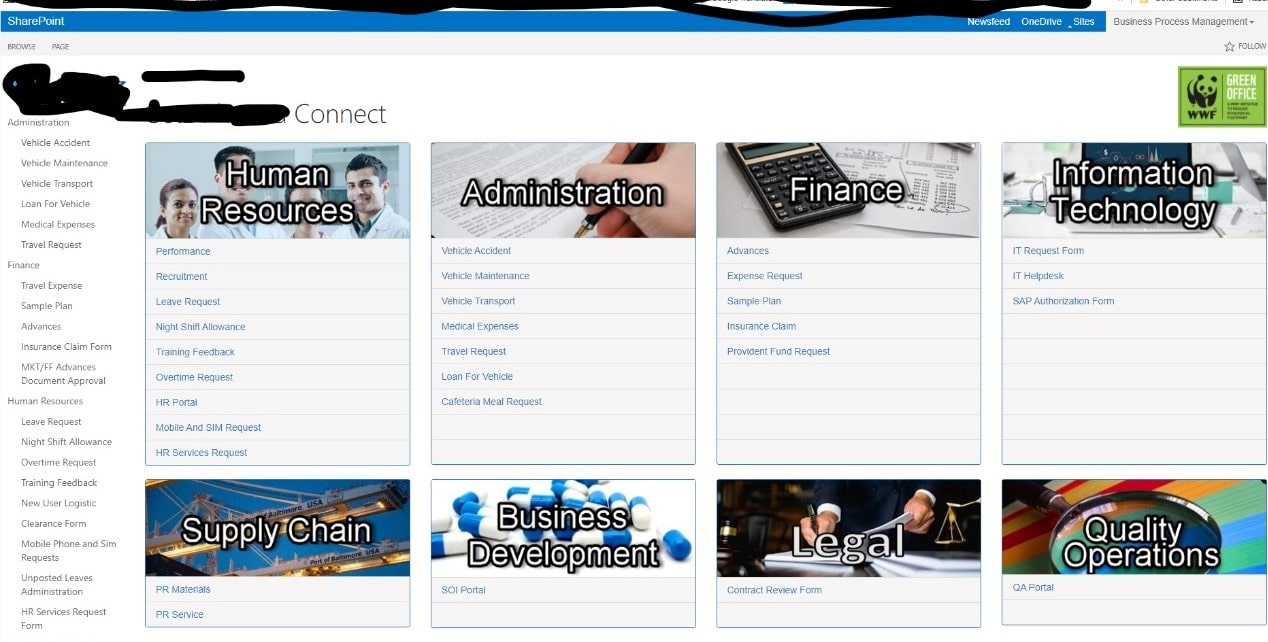 SharePoint
Newsfeed OneDrive Sites
Business Process Management
BROWSE PAGE
FOLLOW
Connect
GREEN
OFFICE
WWF
Administration
Vehicle Accident
Vehicle Maintenance
Vehicle Transport
Loan For Vehicle
Medical Expenses
Travel Request
Finance
Travel Expense
Sample Plan
Advances
Insurance Claim Form
MKT/FF Advances
Document Approval
Human Resources
Leave Request
Night Shift Allowance
Overtime Request
Training Feedback
New User Logistic
Clearance Form
Mobile Phone and Sim
Requests
Unposted Leaves
Administration
HR Services Request
Form
Human
Resources
Performance
Recruitment
Leave Request
Night Shift Allowance
Training Feedback
Overtime Request
HR Portal
Mobile And SIM Request
HR Services Request
Administration
Vehicle Accident
Vehicle Maintenance
Vehicle Transport
Medical Expenses
Travel Request
Loan For Vehicle
Cafeteria Meal Request
Finance
Advances
Expense Request
Sample Plan
Insurance Claim
Provident Fund Request
Information
Technology
IT Request Form
IT Helpdesk
SAP Authorization Form
Supply Chain
Port of Baltimore, USA
PR Materials
PR Service
Business
Development
SOI Portal
Legal
Contract Review Form
Quality
Operations
QA Portal